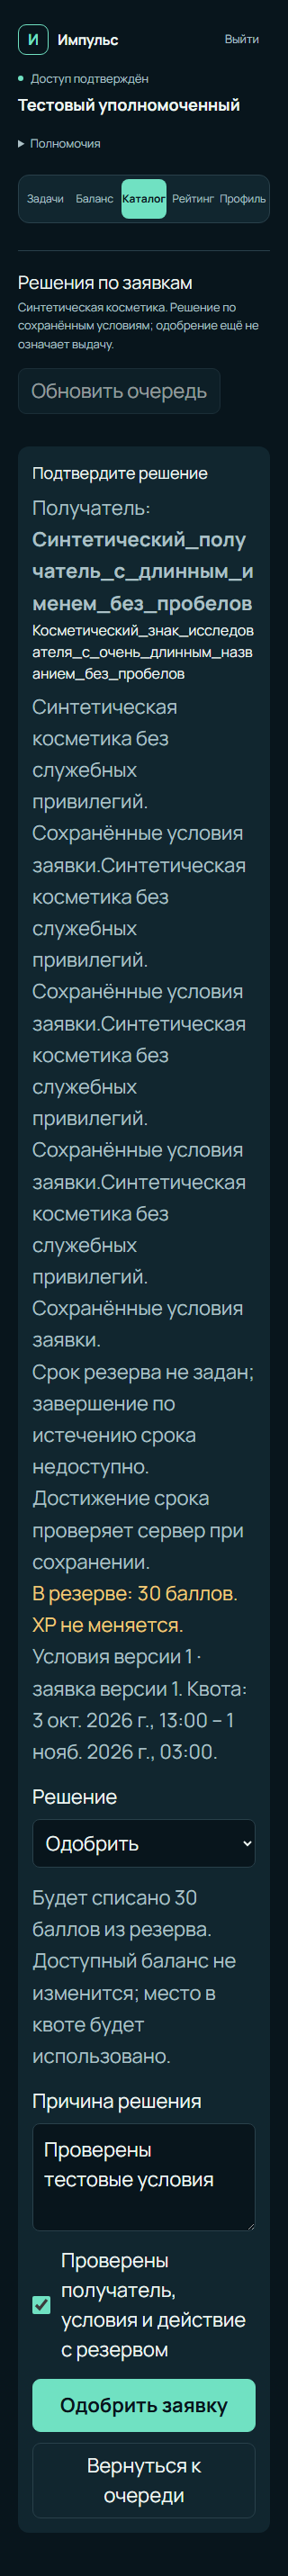 И Импульс Выйти
Доступ подтверждён
Тестовый уполномоченный
Полномочия
Задачи Баланс Каталог Рейтинг Профиль
Решения по заявкам
Синтетическая косметика. Решение по
сохранённым условиям; одобрение ещё не
означает выдачу.
Обновить очередь
Подтвердите решение
Получатель:
Синтетический_полу
чатель_с_длинным_и
менем_без_пробелов
Косметический_знак_исследов
ателя_с_очень_длинным_назв
анием_без_пробелов
Синтетическая
косметика без
служебных
привилегий.
Сохранённые условия
заявки.Синтетическая
косметика без
служебных
привилегий.
Сохранённые условия
заявки.Синтетическая
косметика без
служебных
привилегий.
Сохранённые условия
заявки.Синтетическая
косметика без
служебных
привилегий.
Сохранённые условия
заявки.
Срок резерва не задан;
завершение по
истечению срока
недоступно.
Достижение срока
проверяет сервер при
сохранении.
В резерве: 30 баллов.
XP не меняется.
Условия версии 1 ·
заявка версии 1. Квота:
3 окт. 2026 г., 13:00 – 1
нояб. 2026 г., 03:00.
Решение
Одобрить
Будет списано 30
баллов из резерва.
Доступный баланс не
изменится; место в
квоте будет
использовано.
Причина решения
Проверены
тестовые условия
Проверены
получатель,
условия и действие
с резервом
Одобрить заявку
Вернуться к
очереди